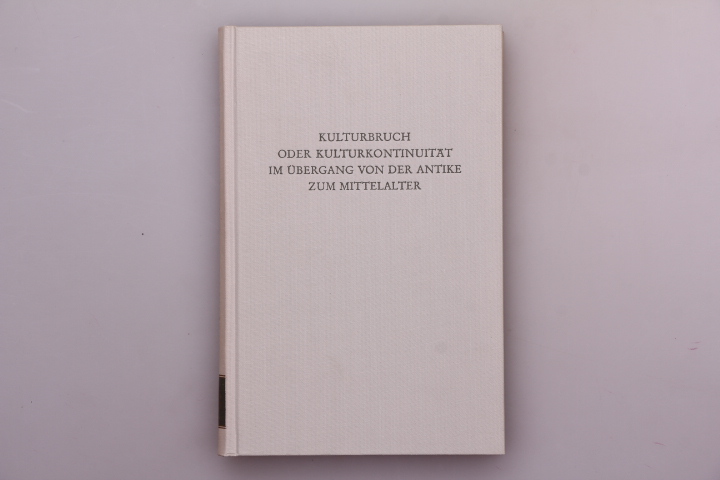 KULTURBRUCH
ODER KULTURKONTINUITÄT
IM ÜBERGANG VON DER ANTIKE
ZUM MITTELALTER